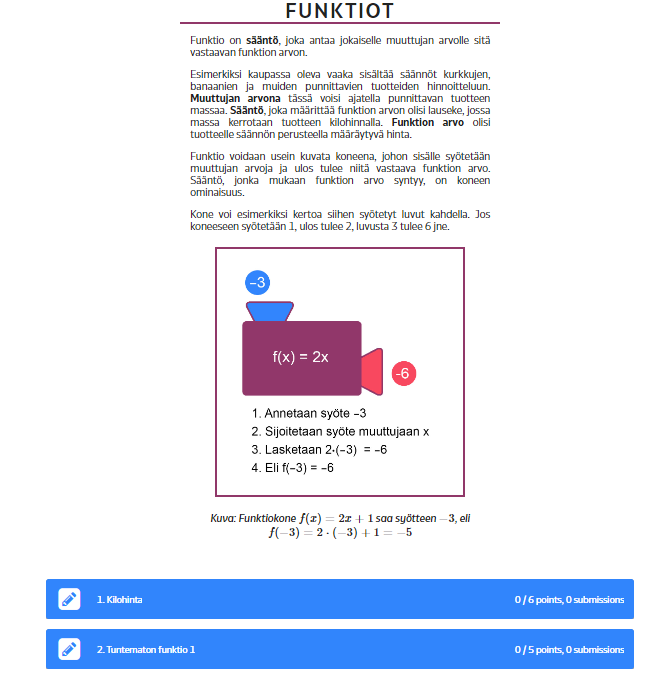 FUNKTIOT
Funktio on sääntö, joka antaa jokaiselle muuttujan arvolle sitä
vastaavan funktion arvon.
Esimerkiksi kaupassa oleva vaaka sisältää säännöt kurkkujen,
banaanien ja muiden punnittavien tuotteiden hinnoitteluun.
Muuttujan arvona tässä voisi ajatella punnittavan tuotteen
massaa. Sääntö, joka määrittää funktion arvon olisi lauseke, jossa
massa kerrotaan tuotteen kilohinnalla. Funktion arvo olisi
tuotteelle säännön perusteella määräytyvä hinta.
Funktio voidaan usein kuvata koneena, johon sisälle syötetään
muuttujan arvoja ja ulos tulee niitä vastaava funktion arvo.
Sääntö, jonka mukaan funktion arvo syntyy, on koneen
ominaisuus.
Kone voi esimerkiksi kertoa siihen syötetyt luvut kahdella. Jos
koneeseen syötetään 1, ulos tulee 2, luvusta 3 tulee 6 jne.
−3
f(x) = 2x
-6
1. Annetaan syöte −3
2. Sijoitetaan syöte muuttujaan x
3. Lasketaan 2·(−3) = −6
4. Eli f(−3) = −6
Kuva: Funktiokone f(x) = 2x + 1 saa syötteen −3, eli
f(−3) = 2 · (−3) + 1 = −5
1. Kilohinta 0 / 6 points, 0 submissions
2. Tuntematon funktio 1 0 / 5 points, 0 submissions